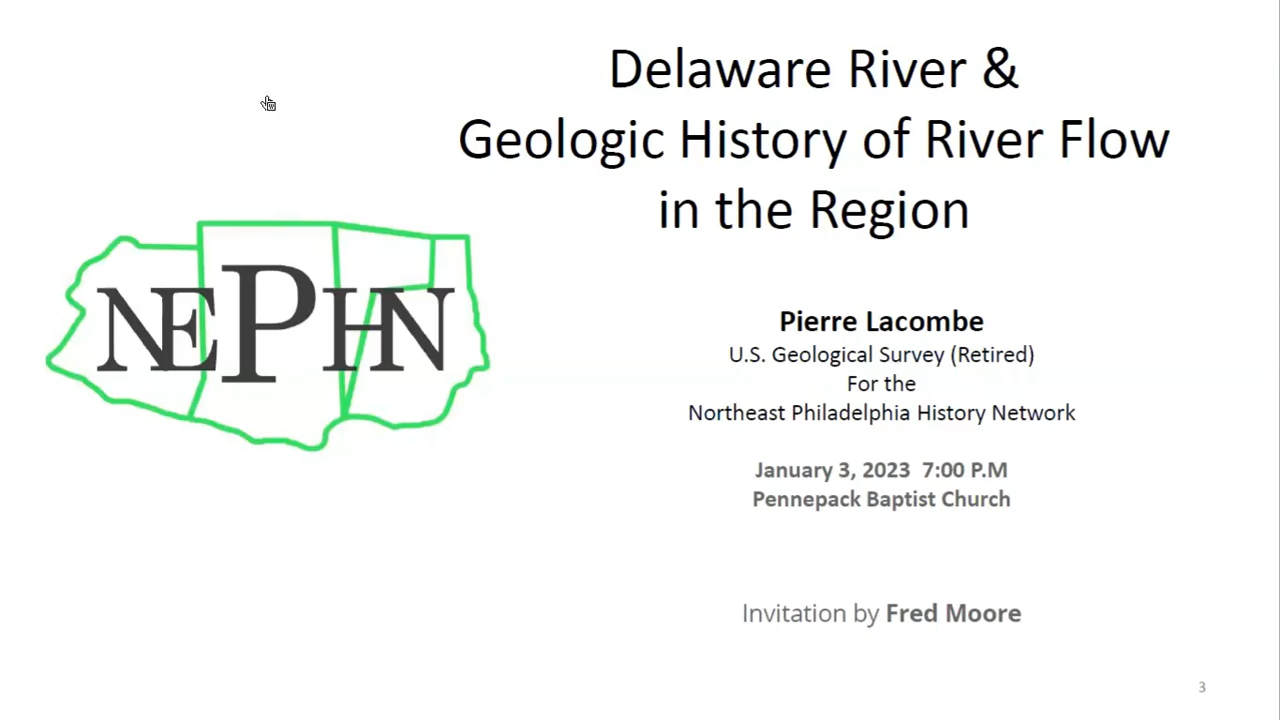 Delaware River &
Geologic History of River Flow
in the Region
NEPHN
Pierre Lacombe
U.S. Geological Survey (Retired)
For the
Northeast Philadelphia History Network
January 3, 2023 7:00 P.M
Pennepack Baptist Church
Invitation by Fred Moore
3